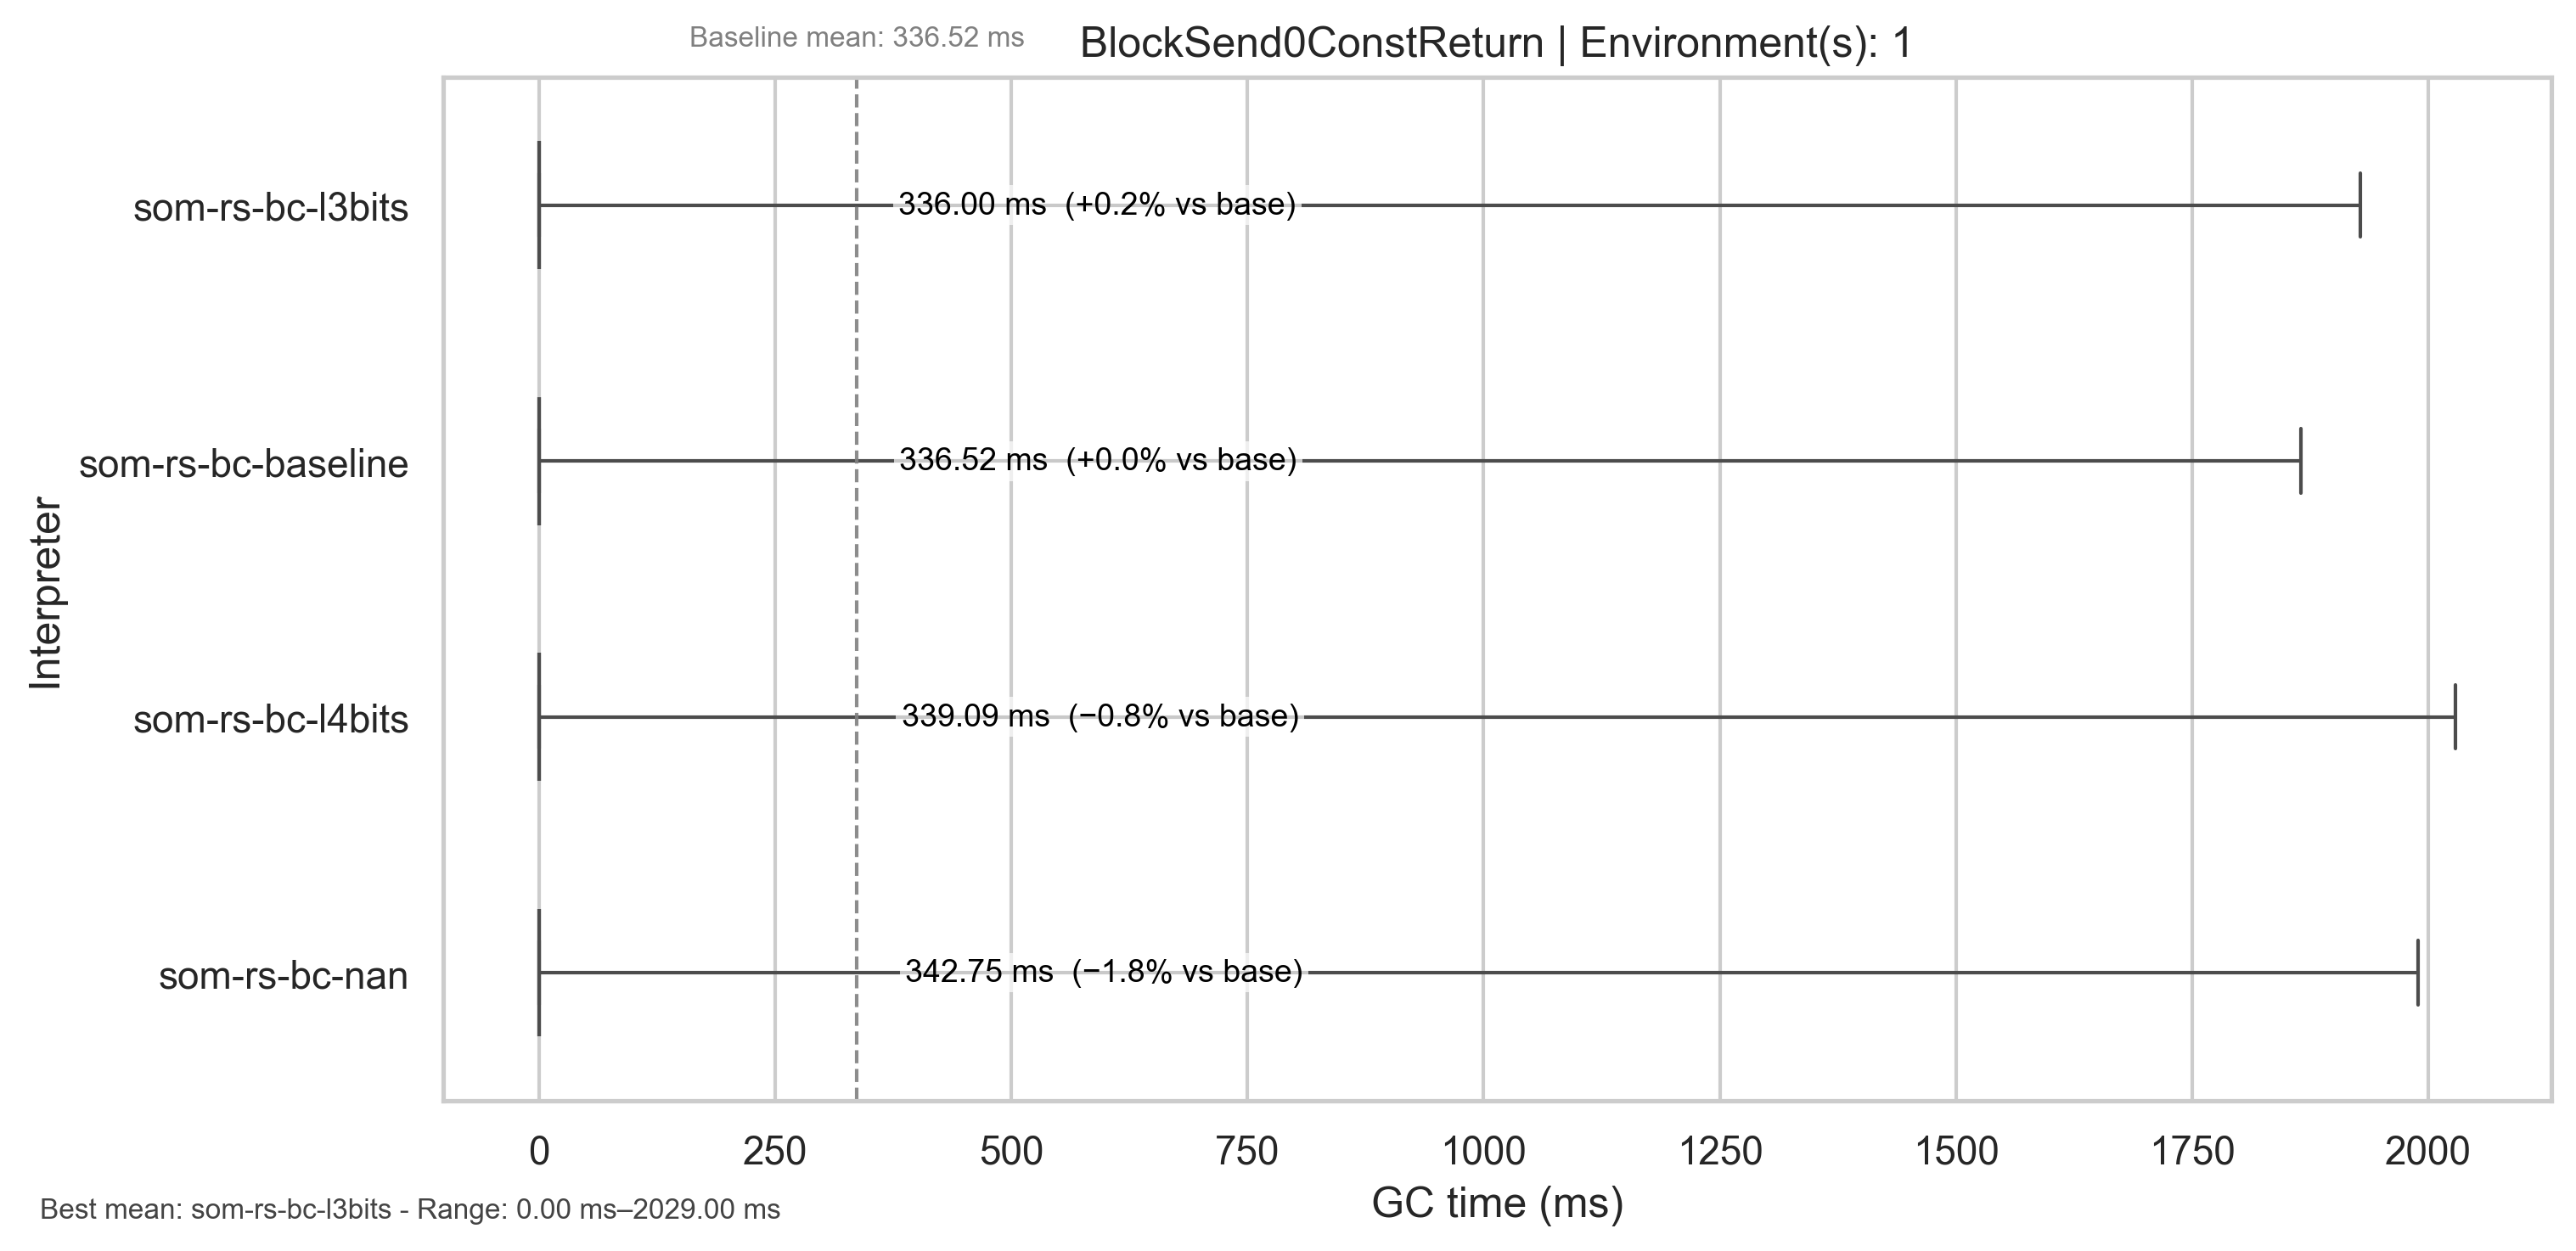 Baseline mean: 336.52 ms
BlockSend0ConstReturn | Environment(s): 1
som-rs-bc-l3bits
336.00 ms  (+0.2% vs base)
som-rs-bc-baseline
336.52 ms  (+0.0% vs base)
som-rs-bc-l4bits
339.09 ms  (−0.8% vs base)
som-rs-bc-nan
342.75 ms  (−1.8% vs base)
Interpreter
0 250 500 750 1000 1250 1500 1750 2000
GC time (ms)
Best mean: som-rs-bc-l3bits - Range: 0.00 ms–2029.00 ms